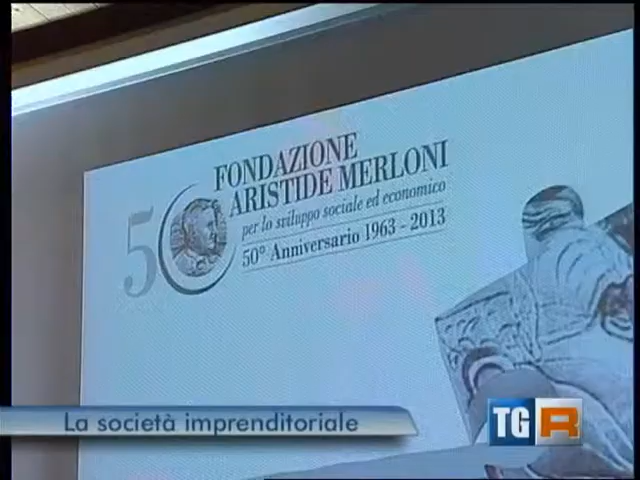 FONDAZIONE
ARISTIDE MERLONI
per lo sviluppo sociale ed economico
50° Anniversario 1963 - 2013
50
La società imprenditoriale
TGR